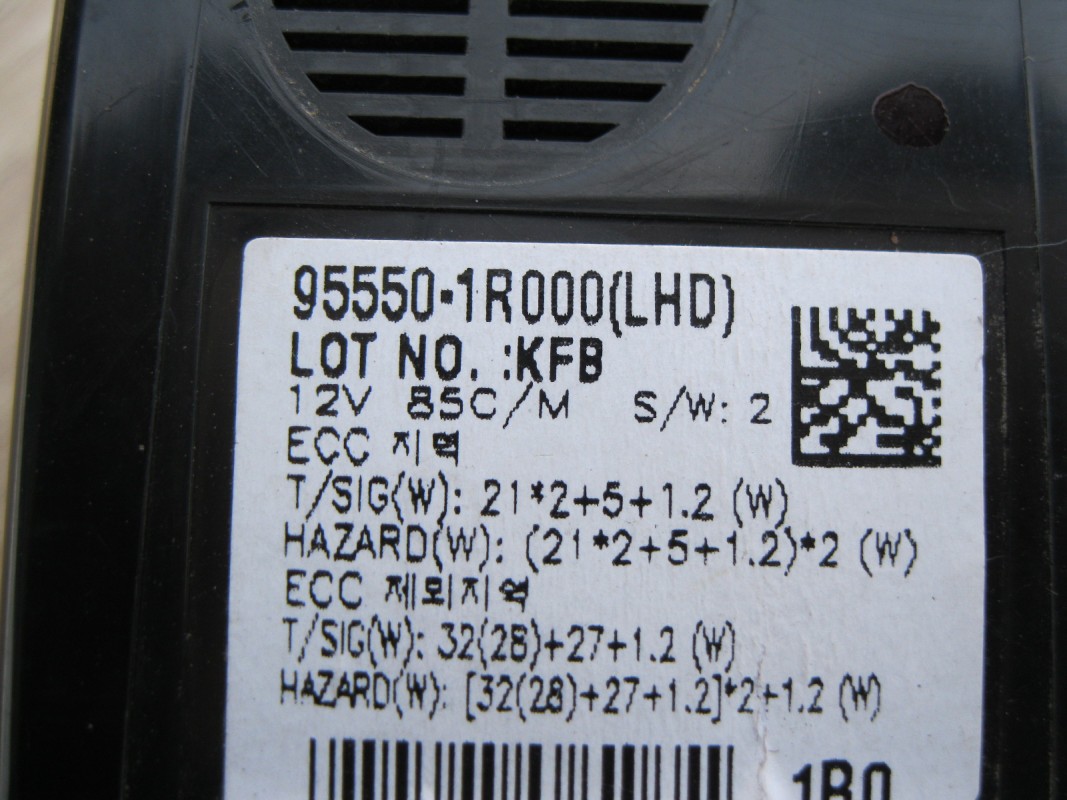 95550-1R000(LHD)
LOT NO. :KFB
12V 85C/M S/W: 2
ECC 지역
T/SIG(W): 21*2+5+1.2 (W)
HAZARD(W): (21*2+5+1.2)*2 (W)
ECC 제외지역
T/SIG(W): 32(28)+27+1.2 (W)
HAZARD(W): [32(28)+27+1.2]*2+1.2 (W)